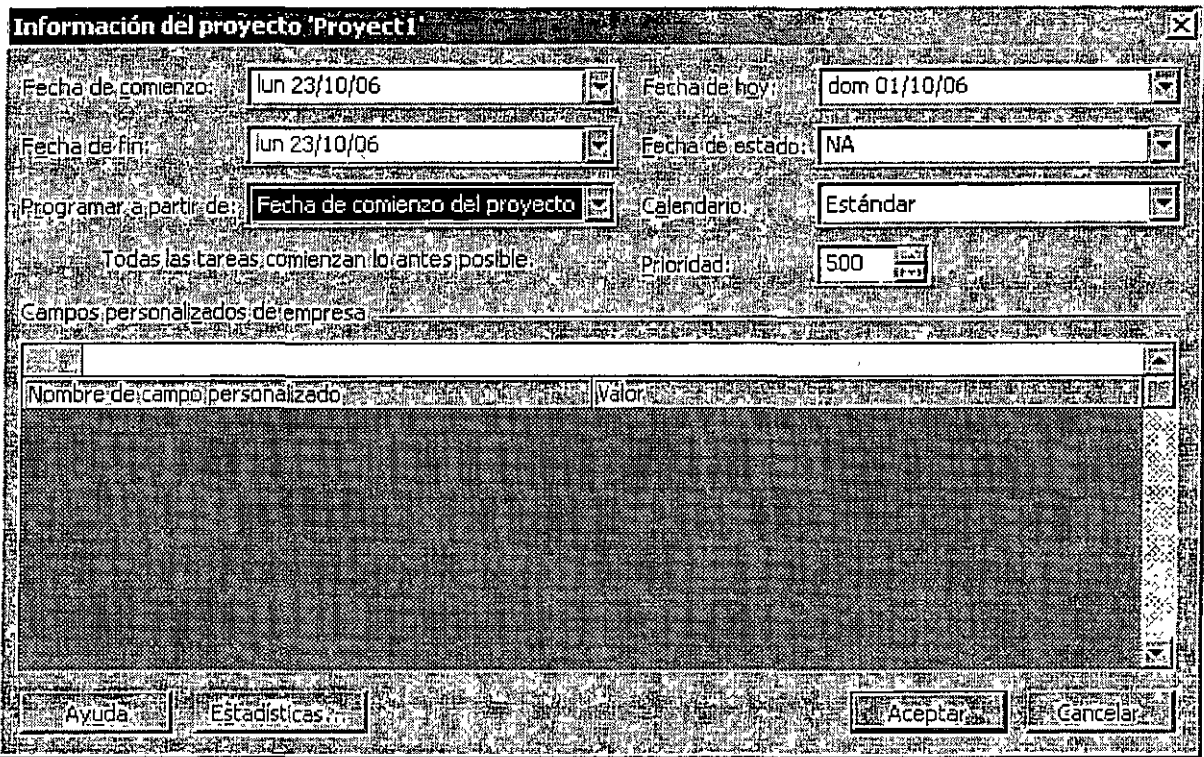 Información del proyecto 'Proyect1'
Fecha de comienzo: lun 23/10/06 Fecha de hoy: dom 01/10/06
Fecha de fin: lun 23/10/06 Fecha de estado: NA
Programar a partir de: Fecha de comienzo del proyecto Calendario: Estándar
Todas las tareas comienzan lo antes posible. Prioridad: 500
Campos personalizados de empresa
Nombre de campo personalizado Valor
Ayuda Estadísticas... Aceptar Cancelar